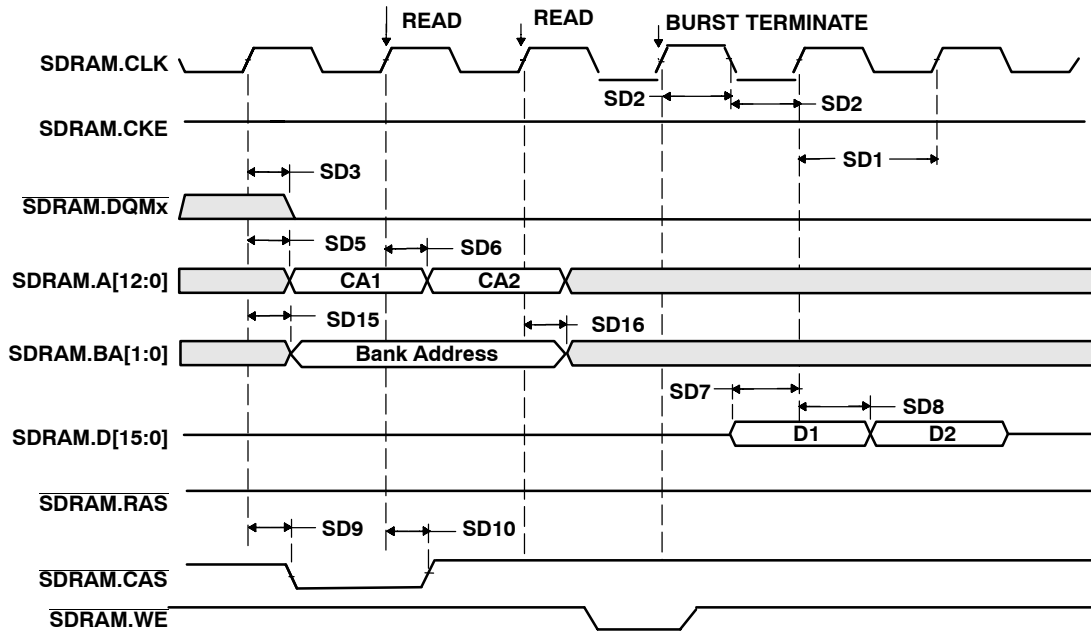 READ
READ
BURST TERMINATE
SDRAM.CLK
SD2
SD2
SDRAM.CKE
SD1
SD3
SDRAM.DQMx
SD5
SD6
SDRAM.A[12:0]
CA1
CA2
SD15
SD16
SDRAM.BA[1:0]
Bank Address
SD7
SD8
SDRAM.D[15:0]
D1
D2
SDRAM.RAS
SD9
SD10
SDRAM.CAS
SDRAM.WE